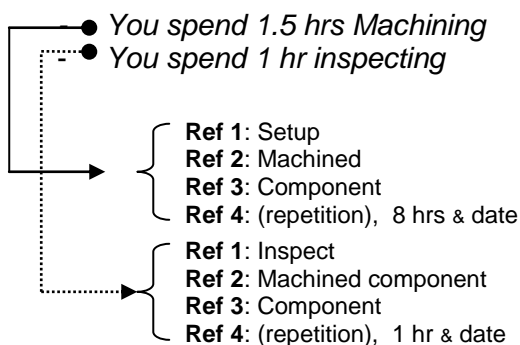 - You spend 1.5 hrs Machining
- You spend 1 hr inspecting
Ref 1: Setup
Ref 2: Machined
Ref 3: Component
Ref 4: (repetition), 8 hrs & date
Ref 1: Inspect
Ref 2: Machined component
Ref 3: Component
Ref 4: (repetition), 1 hr & date